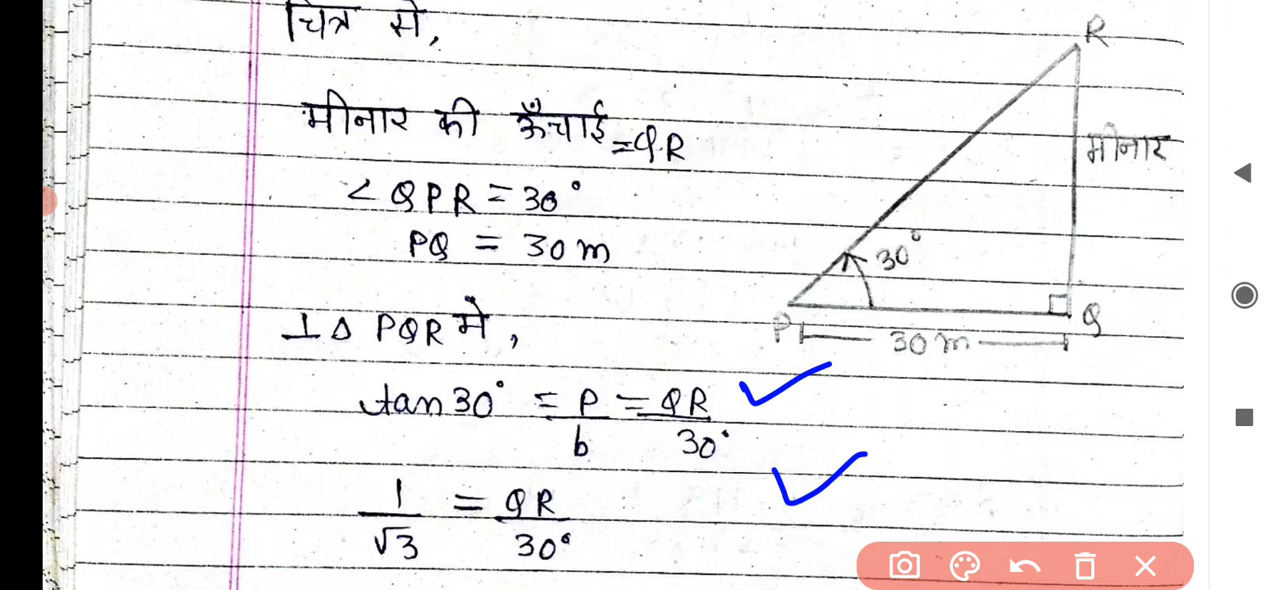 चित्र से,
मीनार की ऊँचाई = QR
∠QPR = 30°
PQ = 30 m
⊥△ PQR मे,
tan 30° = P/b = QR/30°
1/√3 = QR/30°
R
मीनार
30°
P
Q
30 m